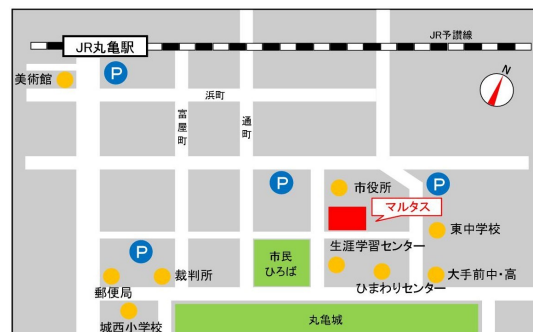 JR予讃線
JR丸亀駅
N
P
美術館
浜町
富屋町
通町
P
P
市役所
マルタス
東中学校
生涯学習センター
市民
ひろば
P
裁判所
ひまわりセンター
大手前中・高
郵便局
城西小学校
丸亀城